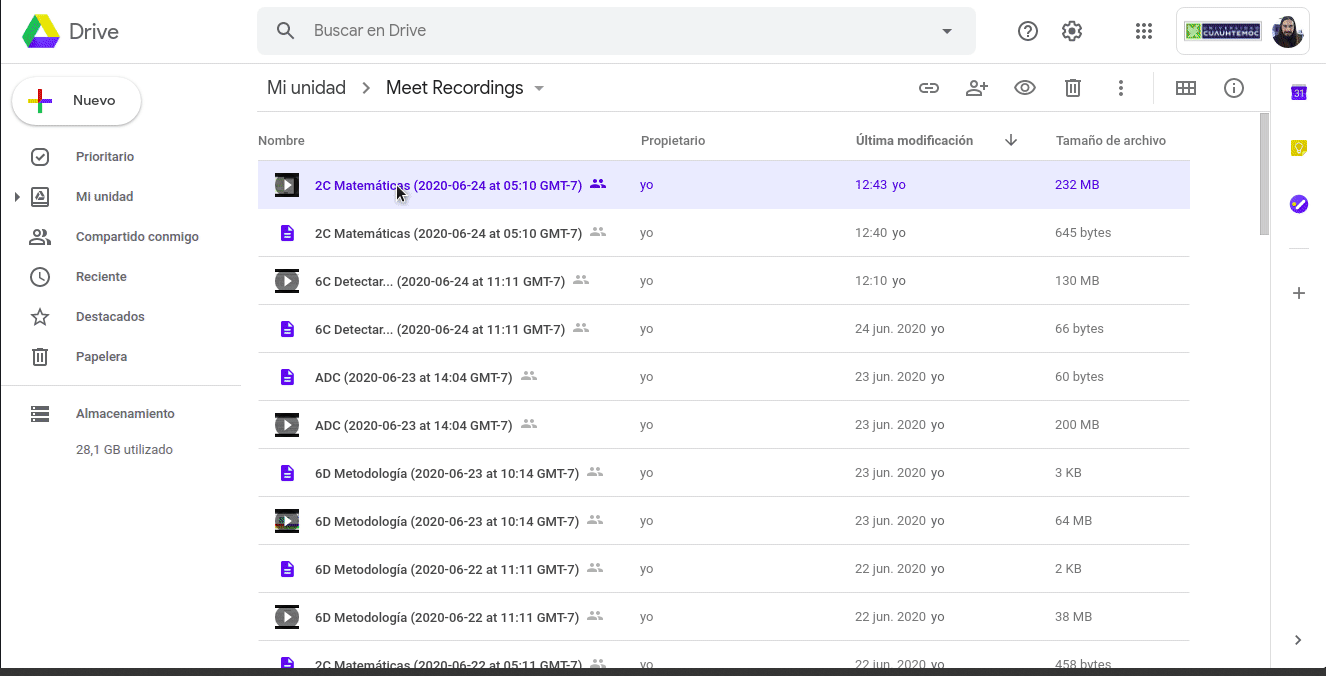 Drive
Buscar en Drive
UNIVERSIDAD
CUAUHTEMOC
Nuevo
Mi unidad
Meet Recordings
31
Prioritario
Mi unidad
Compartido conmigo
Reciente
Destacados
Papelera
Almacenamiento
28,1 GB utilizado
Nombre Propietario Última modificación Tamaño de archivo
2C Matemáticas (2020-06-24 at 05:10 GMT-7) yo 12:43 yo 232 MB
2C Matemáticas (2020-06-24 at 05:10 GMT-7) yo 12:40 yo 645 bytes
6C Detectar... (2020-06-24 at 11:11 GMT-7) yo 12:10 yo 130 MB
6C Detectar... (2020-06-24 at 11:11 GMT-7) yo 24 jun. 2020 yo 66 bytes
ADC (2020-06-23 at 14:04 GMT-7) yo 23 jun. 2020 yo 60 bytes
ADC (2020-06-23 at 14:04 GMT-7) yo 23 jun. 2020 yo 200 MB
6D Metodología (2020-06-23 at 10:14 GMT-7) yo 23 jun. 2020 yo 3 KB
6D Metodología (2020-06-23 at 10:14 GMT-7) yo 23 jun. 2020 yo 64 MB
6D Metodología (2020-06-22 at 11:11 GMT-7) yo 22 jun. 2020 yo 2 KB
6D Metodología (2020-06-22 at 11:11 GMT-7) yo 22 jun. 2020 yo 38 MB
2C Matemáticas (2020-06-22 at 05:11 GMT-7) yo 22 jun. 2020 yo 458 bytes